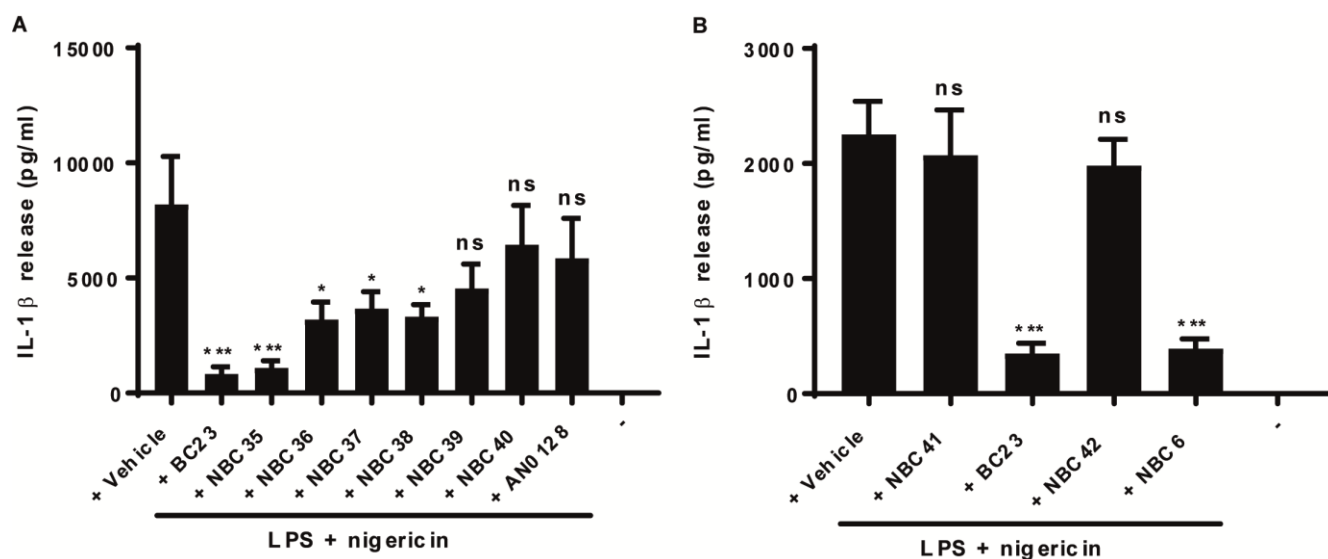 A
IL-1β release (pg/ml)
15000
10000
5000
0
***
***
*
*
*
ns
ns
ns
+ Vehicle
+ BC23
+ NBC35
+ NBC36
+ NBC37
+ NBC38
+ NBC39
+ NBC40
+ AN0128
-
LPS + nigericin
B
IL-1β release (pg/ml)
3000
2000
1000
0
ns
***
ns
***
+ Vehicle
+ NBC41
+ BC23
+ NBC42
+ NBC6
-
LPS + nigericin